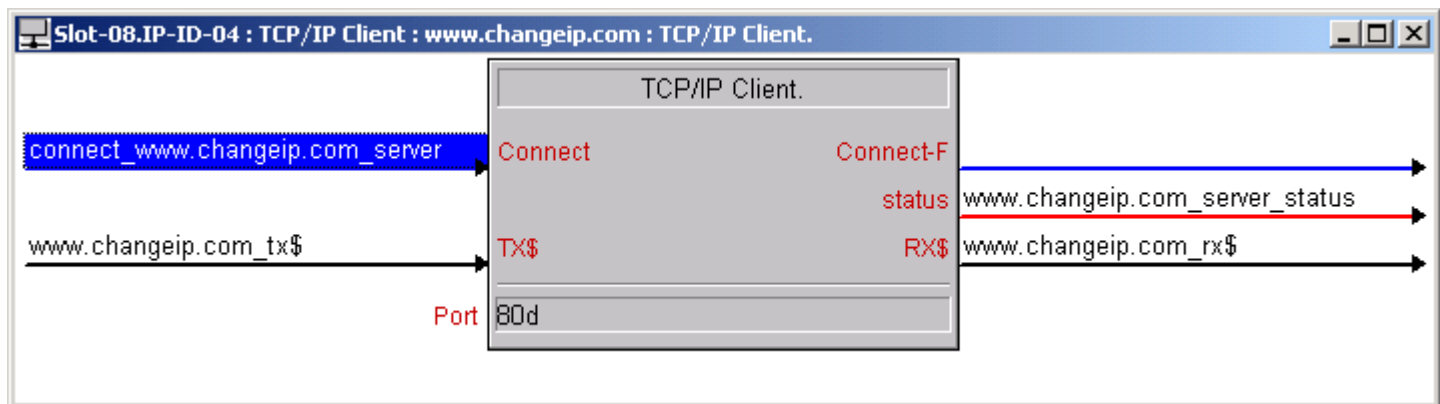 Slot-08.IP-ID-04 : TCP/IP Client : www.changeip.com : TCP/IP Client.
TCP/IP Client.
connect_www.changeip.com_server Connect Connect-F
status www.changeip.com_server_status
www.changeip.com_tx$ TX$ RX$ www.changeip.com_rx$
Port 80d